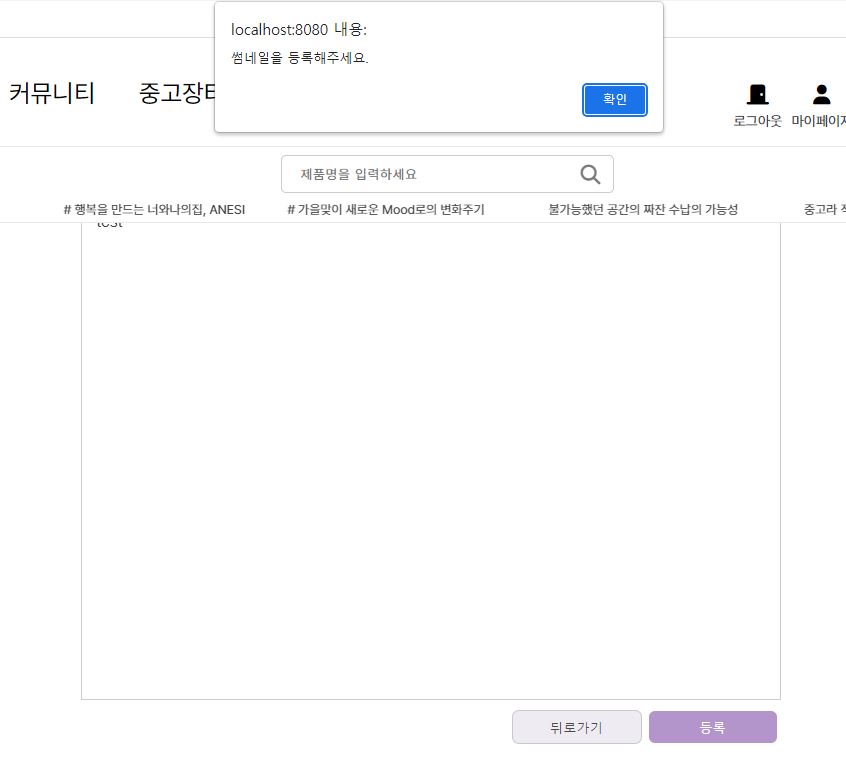 localhost:8080 내용:
썸네일을 등록해주세요.
확인
커뮤니티 중고장터
로그아웃 마이페이지
제품명을 입력하세요
# 행복을 만드는 너와나의집, ANESI # 가을맞이 새로운 Mood로의 변화주기 불가능했던 공간의 짜잔 수납의 가능성 중고라
test
뒤로가기 등록